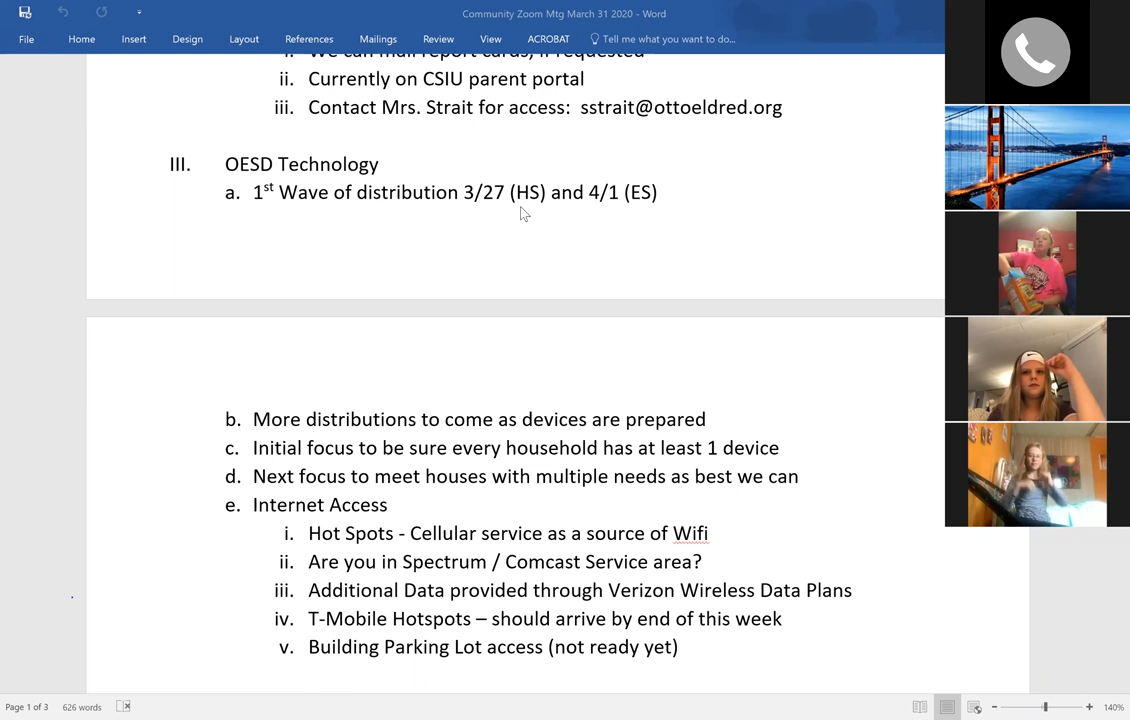 Community Zoom Mtg March 31 2020 - Word
File Home Insert Design Layout References Mailings Review View ACROBAT Tell me what you want to do...
i. We can mail report cards, if requested
ii. Currently on CSIU parent portal
iii. Contact Mrs. Strait for access: sstrait@ottoeldred.org
III. OESD Technology
a. 1st Wave of distribution 3/27 (HS) and 4/1 (ES)
b. More distributions to come as devices are prepared
c. Initial focus to be sure every household has at least 1 device
d. Next focus to meet houses with multiple needs as best we can
e. Internet Access
i. Hot Spots - Cellular service as a source of Wifi
ii. Are you in Spectrum / Comcast Service area?
iii. Additional Data provided through Verizon Wireless Data Plans
iv. T-Mobile Hotspots – should arrive by end of this week
v. Building Parking Lot access (not ready yet)
Page 1 of 3 626 words 140%